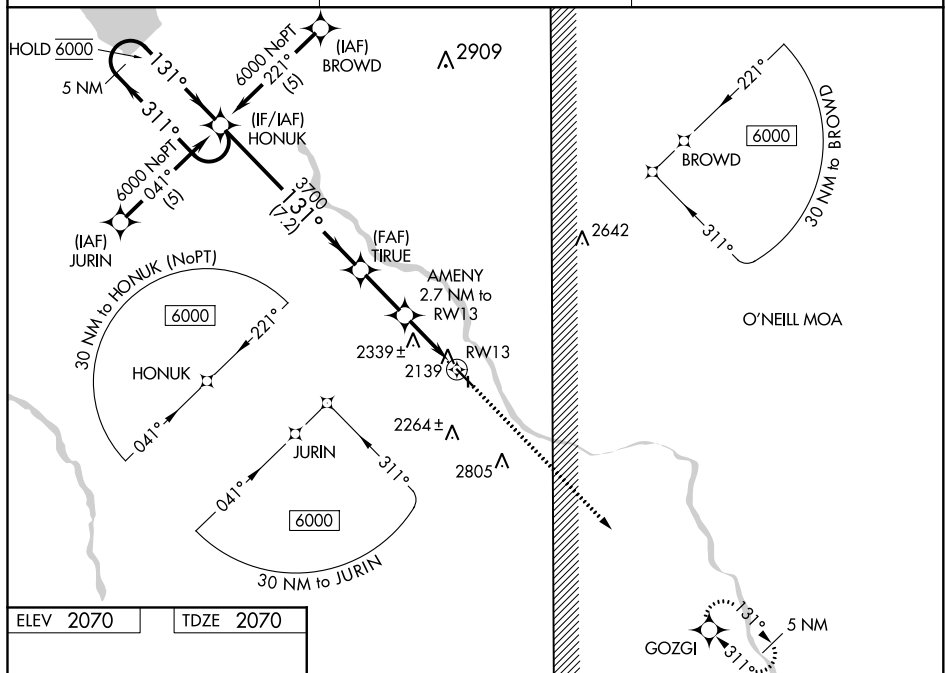 HOLD 6000
131°
5 NM
311°
6000 NoPT
221°
(5)
(IAF)
BROWD
2909
(IF/IAF)
HONUK
6000 NoPT
041°
(5)
(IAF)
JURIN
3700
131°
(7.2)
(FAF)
TIRUE
AMENY
2.7 NM to
RW13
2339 ±
2139
RW13
2264 ±
2805
2642
221°
6000
BROWD
30 NM to BROWD
311°
O'NEILL MOA
30 NM to HONUK (NoPT)
6000
221°
HONUK
041°
JURIN
041°
311°
6000
30 NM to JURIN
ELEV 2070
TDZE 2070
GOZGI
131°
5 NM
311°